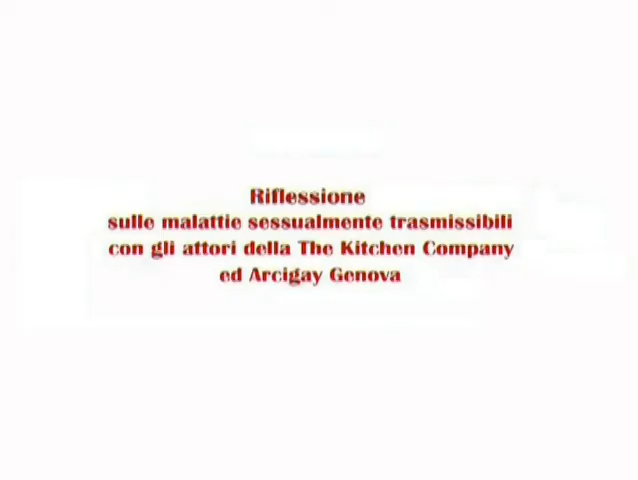 Riflessione
sulle malattie sessualmente trasmissibili
con gli attori della The Kitchen Company
ed Arcigay Genova